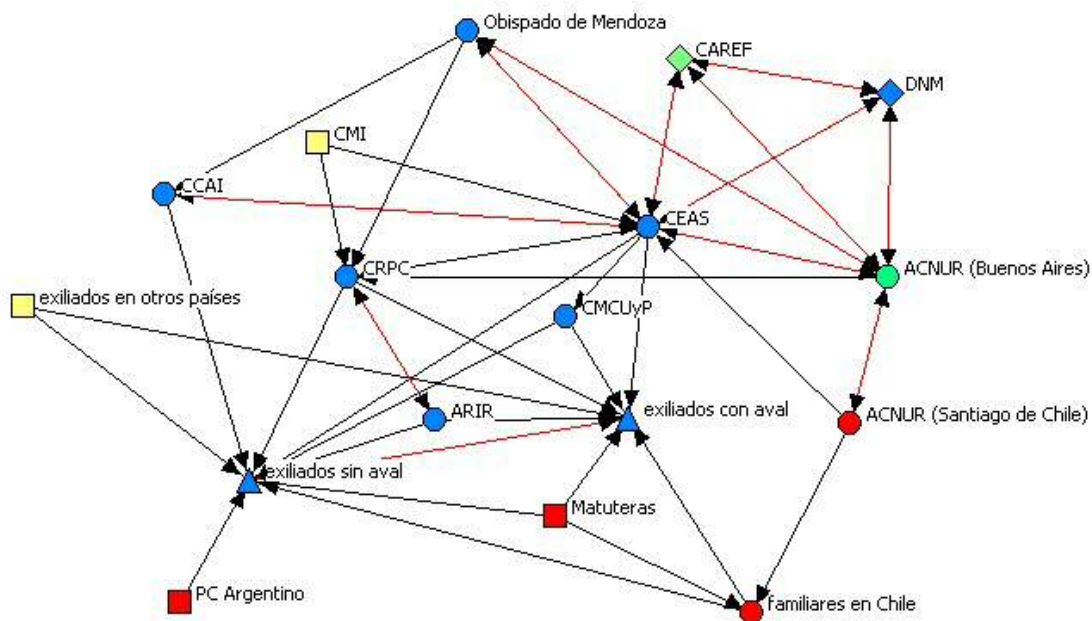 Obispado de Mendoza
CAREF
DNM
CMI
CCAI
CEAS
CRPC
ACNUR (Buenos Aires)
exiliados en otros países
CMCUyP
ARIR
exiliados con aval
ACNUR (Santiago de Chile)
exiliados sin aval
Matuteras
PC Argentino
familiares en Chile